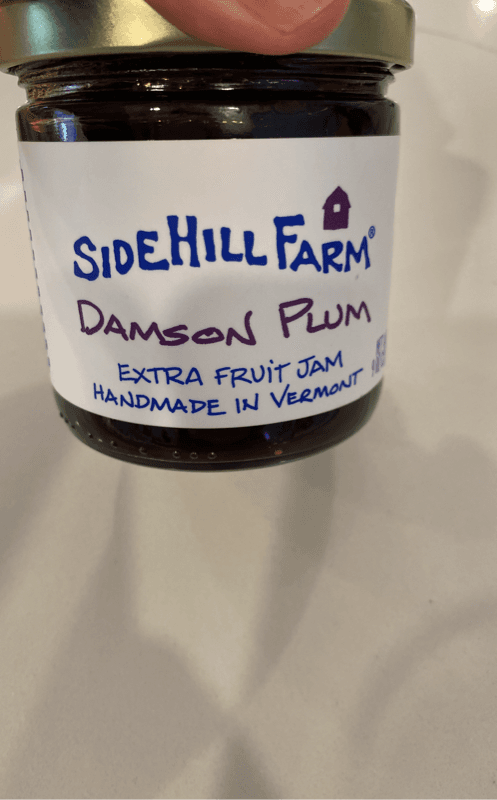 SIDEHILL FARM®
DAMSON PLUM
EXTRA FRUIT JAM
HANDMADE IN VERMONT